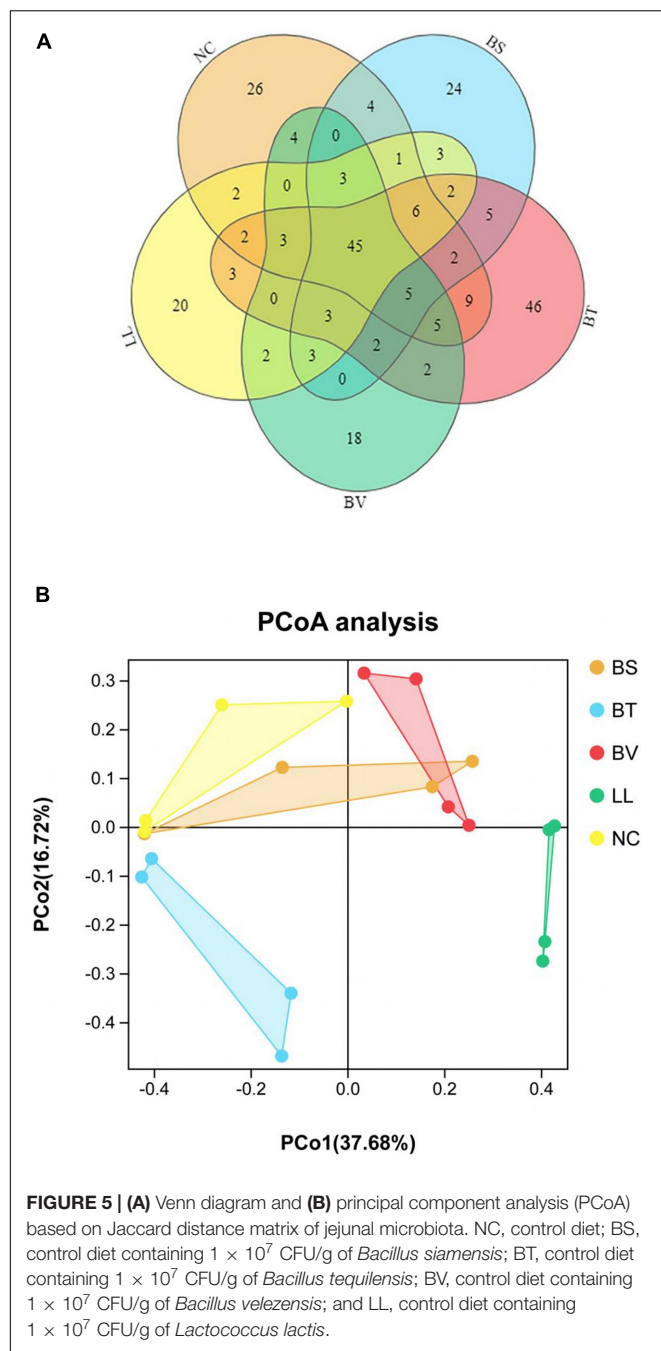 A
NC
BS
26
24
4
4
0
3
1
3
2
0
3
2
2
6
5
2
3
45
2
3
20
0
5
9
46
3
5
LL
BT
2
3
2
2
0
18
BV
B
PCoA analysis
BS
BT
BV
LL
NC
0.3
0.2
0.1
0.0
-0.1
-0.2
-0.3
-0.4
PCo2(16.72%)
-0.4
-0.2
0.0
0.2
0.4
PCo1(37.68%)
FIGURE 5 | (A) Venn diagram and (B) principal component analysis (PCoA)
based on Jaccard distance matrix of jejunal microbiota. NC, control diet; BS,
control diet containing 1 × 10⁷ CFU/g of Bacillus siamensis; BT, control diet
containing 1 × 10⁷ CFU/g of Bacillus tequilensis; BV, control diet containing
1 × 10⁷ CFU/g of Bacillus velezensis; and LL, control diet containing
1 × 10⁷ CFU/g of Lactococcus lactis.